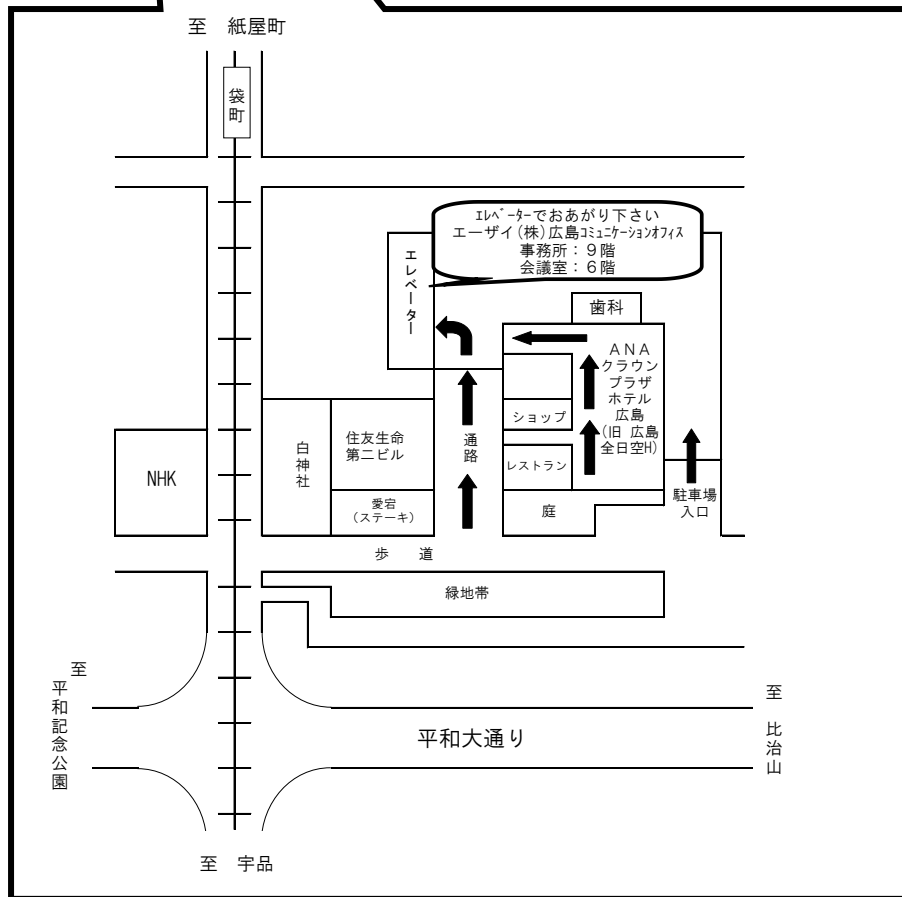 至 紙屋町
袋町
エレベーターでおあがり下さい
エーザイ(株)広島コミュニケーションオフィス
事務所:9階
会議室:6階
エレベーター
歯科
ANA
クラウン
プラザ
ホテル
広島
(旧 広島
全日空H)
ショップ
通路
住友生命
第二ビル
白神社
NHK
レストラン
愛宕
(ステーキ)
庭
駐車場
入口
歩 道
緑地帯
至 平和記念公園
平和大通り
至 比治山
至 宇品